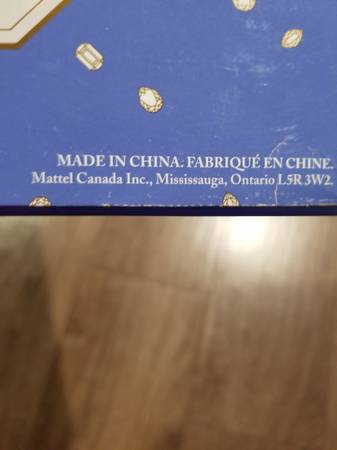 MADE IN CHINA. FABRIQUÉ EN CHINE.
Mattel Canada Inc., Mississauga, Ontario L5R 3W2.